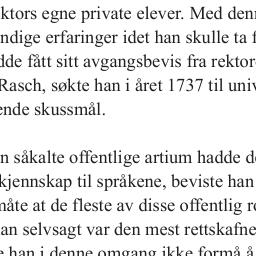 ktors egne private elever. Med denn
ndige erfaringer idet han skulle ta f
dde fått sitt avgangsbevis fra rektor
Rasch, søkte han i året 1737 til univ
ende skussmål.
n såkalte offentlige artium hadde d
kjennskap til språkene, beviste han
måte at de fleste av disse offentlig r
an selvsagt var den mest rettskafne
e han i denne omgang ikke formå å